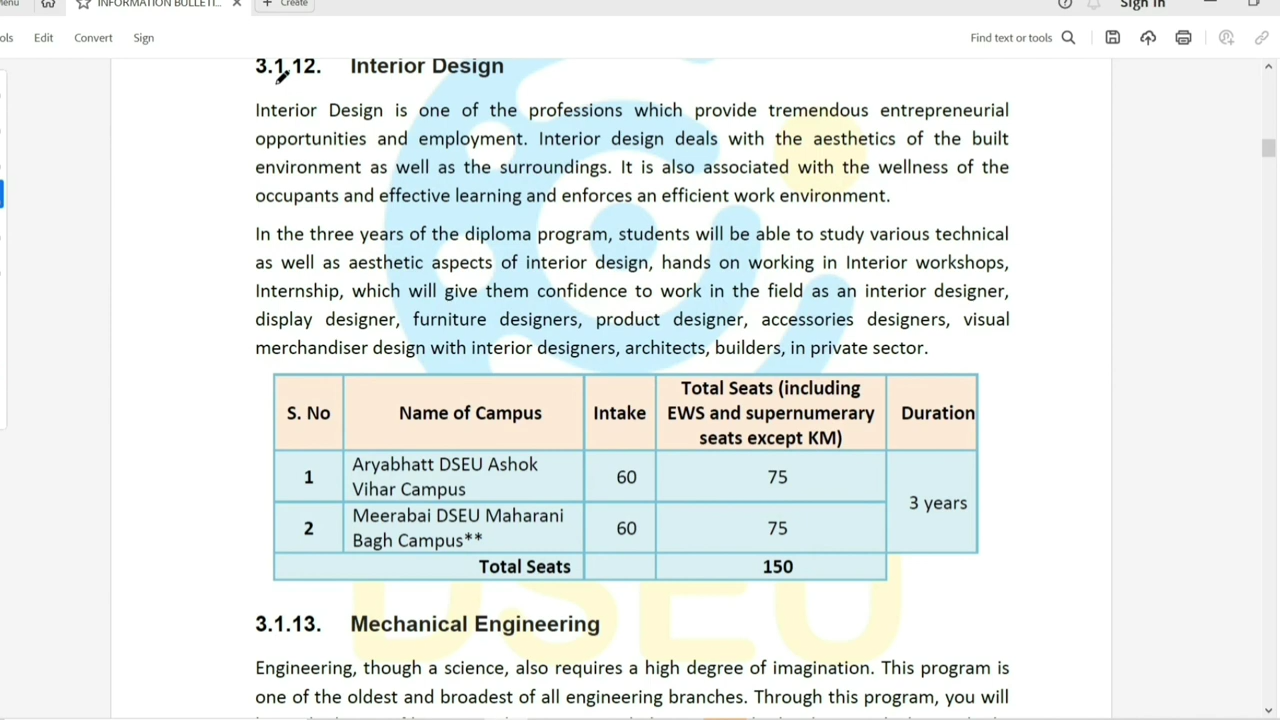 Menu
INFORMATION BULLETI...
Create
Sign in
ols
Edit
Convert
Sign
Find text or tools
3.1.12. Interior Design
Interior Design is one of the professions which provide tremendous entrepreneurial
opportunities and employment. Interior design deals with the aesthetics of the built
environment as well as the surroundings. It is also associated with the wellness of the
occupants and effective learning and enforces an efficient work environment.
In the three years of the diploma program, students will be able to study various technical
as well as aesthetic aspects of interior design, hands on working in Interior workshops,
Internship, which will give them confidence to work in the field as an interior designer,
display designer, furniture designers, product designer, accessories designers, visual
merchandiser design with interior designers, architects, builders, in private sector.
S. No Name of Campus Intake Total Seats (including EWS and supernumerary seats except KM) Duration
1 Aryabhatt DSEU Ashok Vihar Campus 60 75 3 years
2 Meerabai DSEU Maharani Bagh Campus** 60 75
Total Seats 150
DSEU
3.1.13. Mechanical Engineering
Engineering, though a science, also requires a high degree of imagination. This program is
one of the oldest and broadest of all engineering branches. Through this program, you will